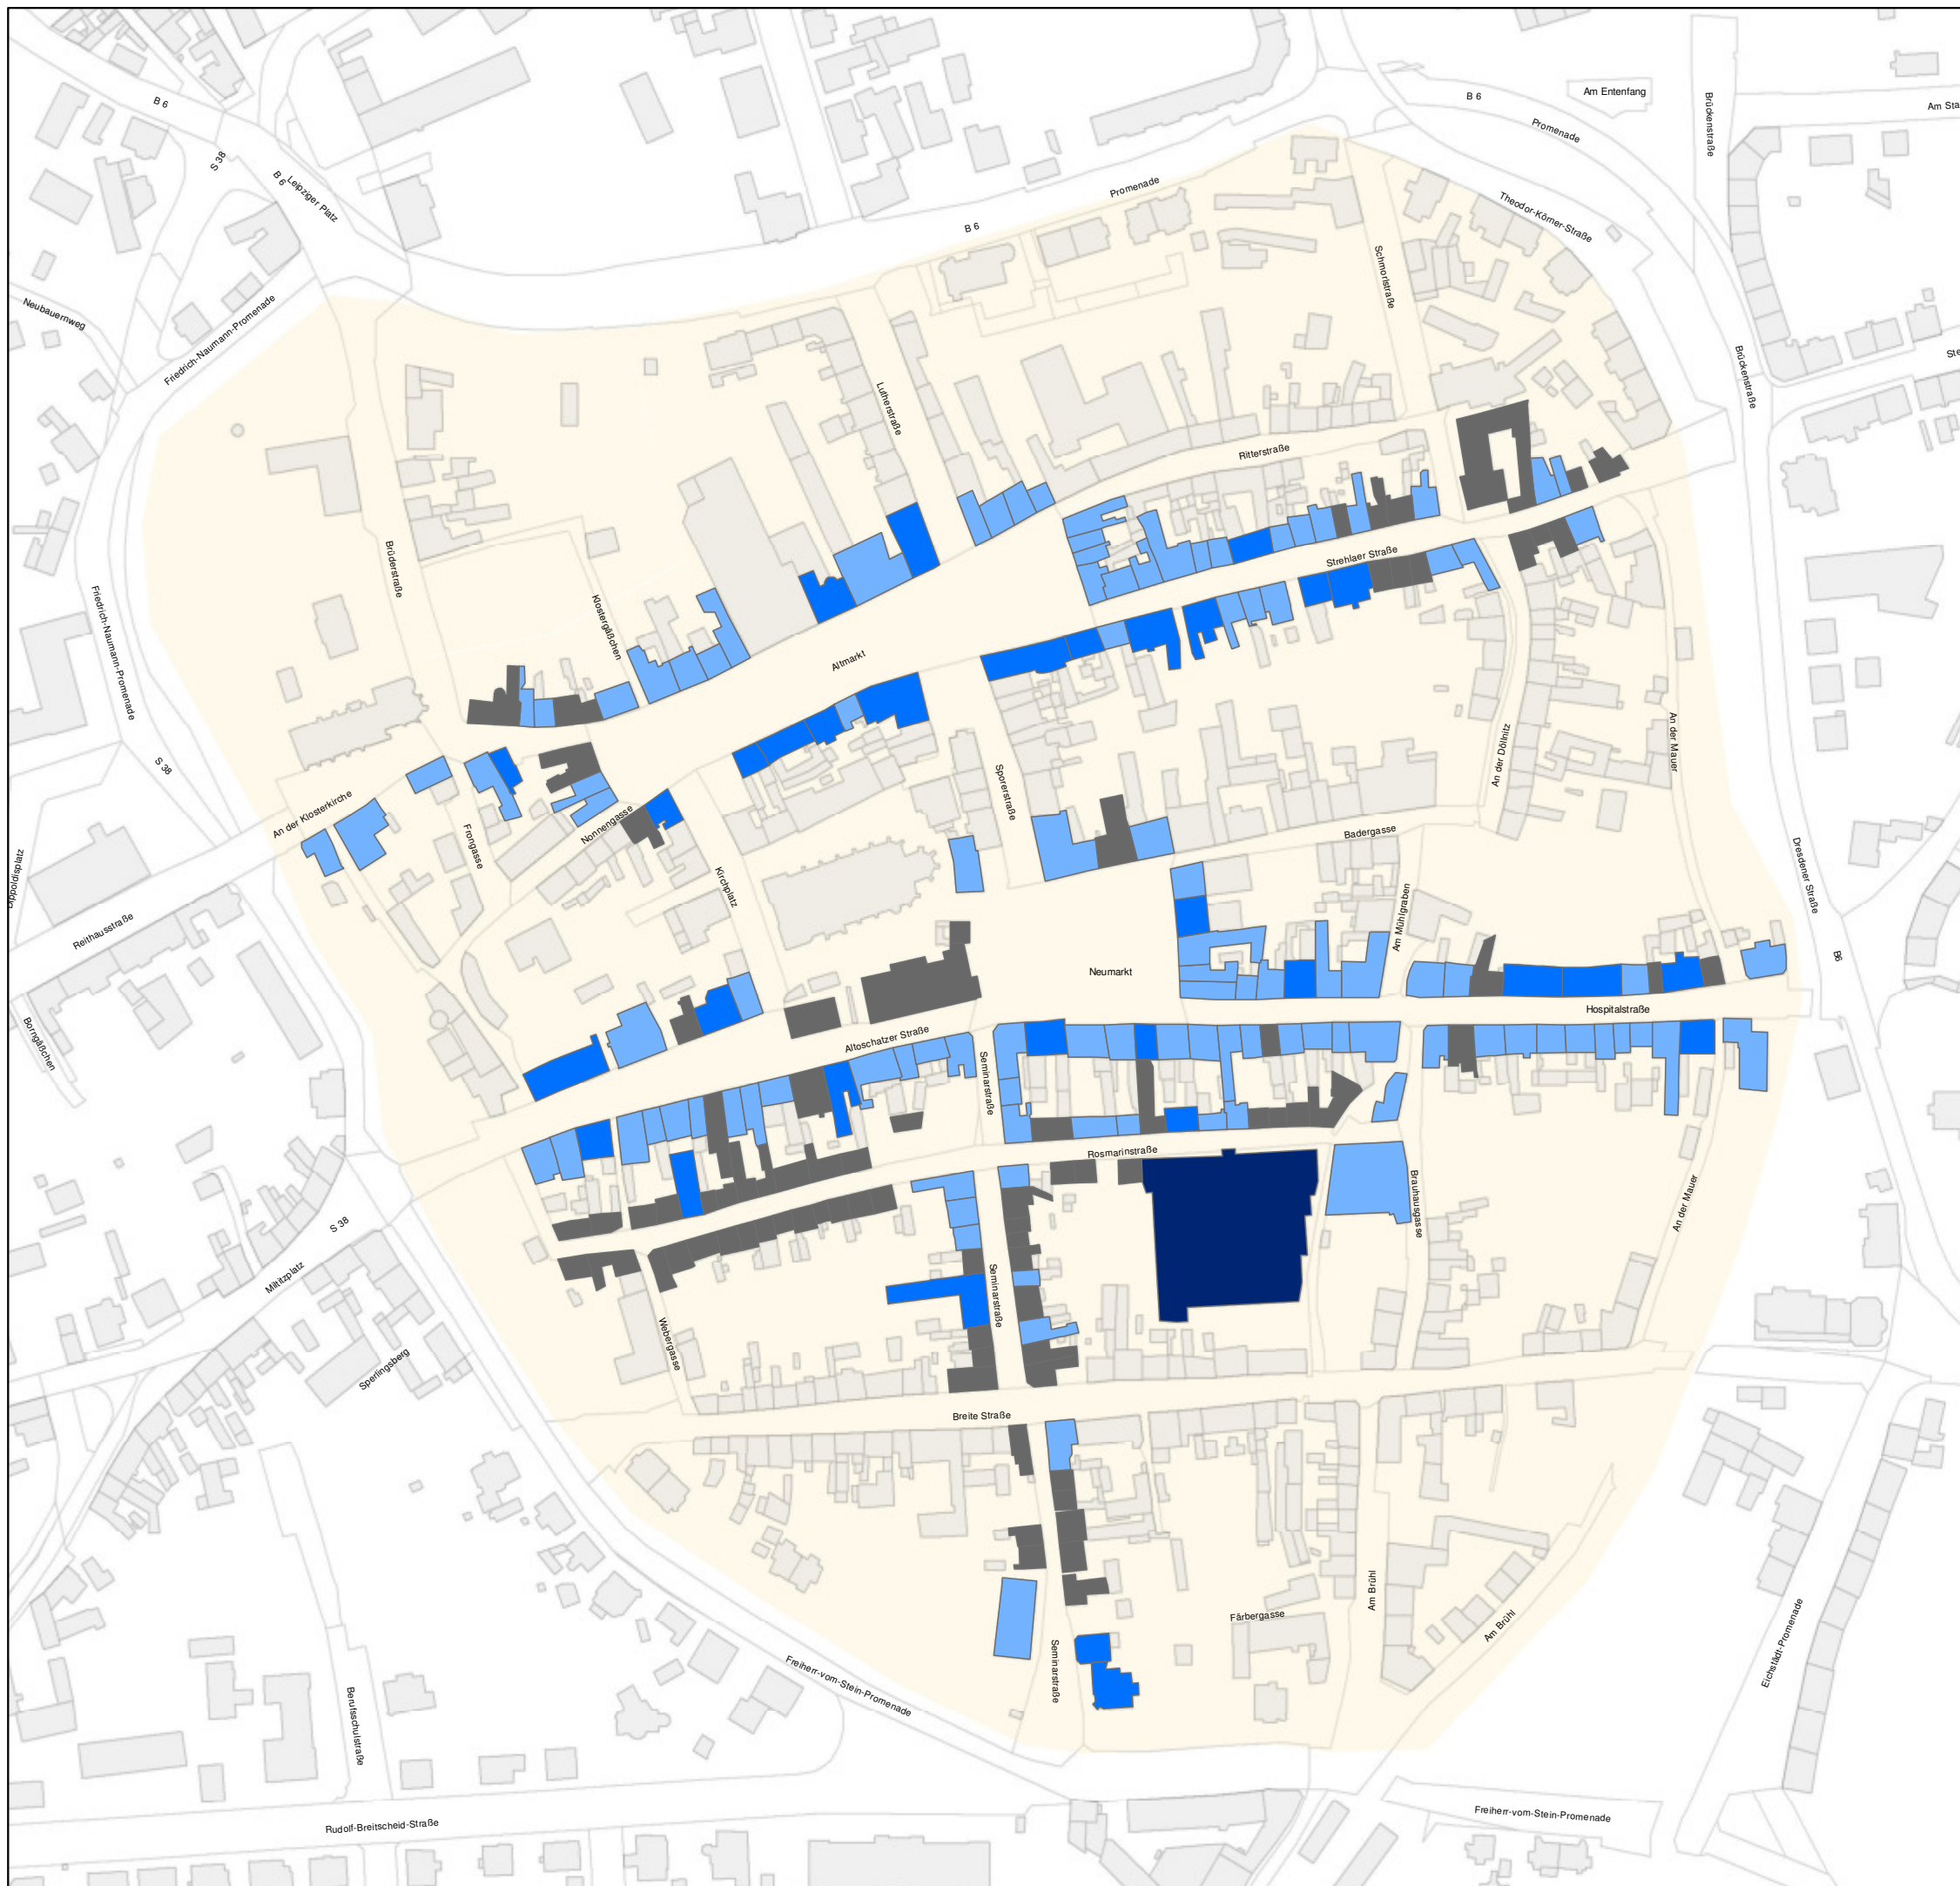 B 6
Am Entenfang
B 6
Brückenstraße
Am Sta
Promenade
S 38
B 6
Leipziger Platz
Promenade
Theodor-Körner-Straße
B 6
Schmorlstraße
Neubauernweg
Friedrich-Naumann-Promenade
Ste
Brückenstraße
Lutherstraße
Ritterstraße
Brüderstraße
Strehlaer Straße
Friedrich-Naumann-Promenade
Klostergäßchen
Altmarkt
An der Mauer
An der Döllnitz
S 38
Sporerstraße
An der Klosterkirche
Nonnengasse
Badergasse
Frongasse
Dippoldisplatz
Kirchplatz
Dresdener Straße
Am Mühlgraben
Reithausstraße
B6
Neumarkt
Hospitalstraße
Borngäßchen
Altoschatzer Straße
Seminarstraße
Rosmarinstraße
Brauhausgasse
An der Mauer
S 38
Miltitzplatz
Seminarstraße
Webergasse
Sperlingsberg
Breite Straße
Am Brühl
Färbergasse
Am Brühl
Eichstädt-Promenade
Seminarstraße
Freiherr-vom-Stein-Promenade
Berufsschulstraße
Freiherr-vom-Stein-Promenade
Rudolf-Breitscheid-Straße